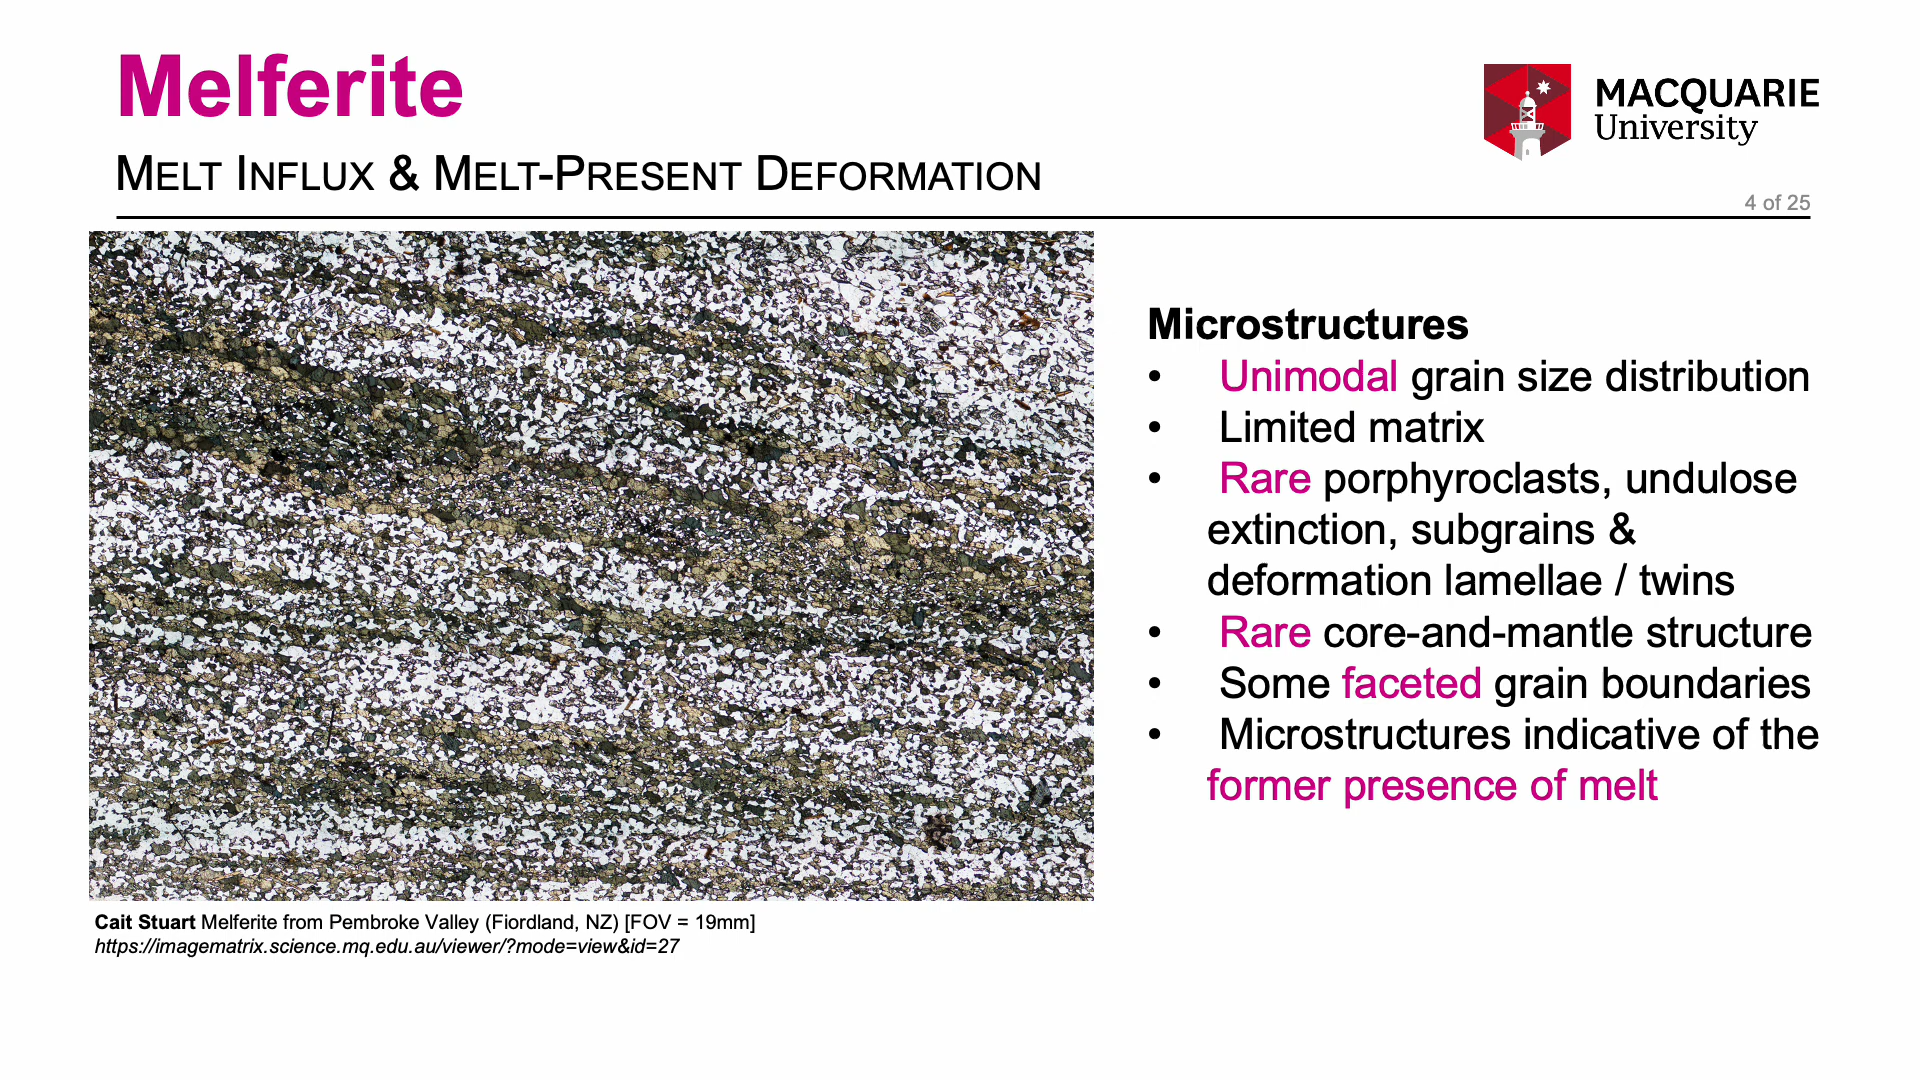 Melferite
MACQUARIE
University
MELT INFLUX & MELT-PRESENT DEFORMATION
4 of 25
Microstructures
• Unimodal grain size distribution
• Limited matrix
• Rare porphyroclasts, undulose
extinction, subgrains &
deformation lamellae / twins
• Rare core-and-mantle structure
• Some faceted grain boundaries
• Microstructures indicative of the
former presence of melt
Cait Stuart Melferite from Pembroke Valley (Fiordland, NZ) [FOV = 19mm]
https://imagematrix.science.mq.edu.au/viewer/?mode=view&id=27